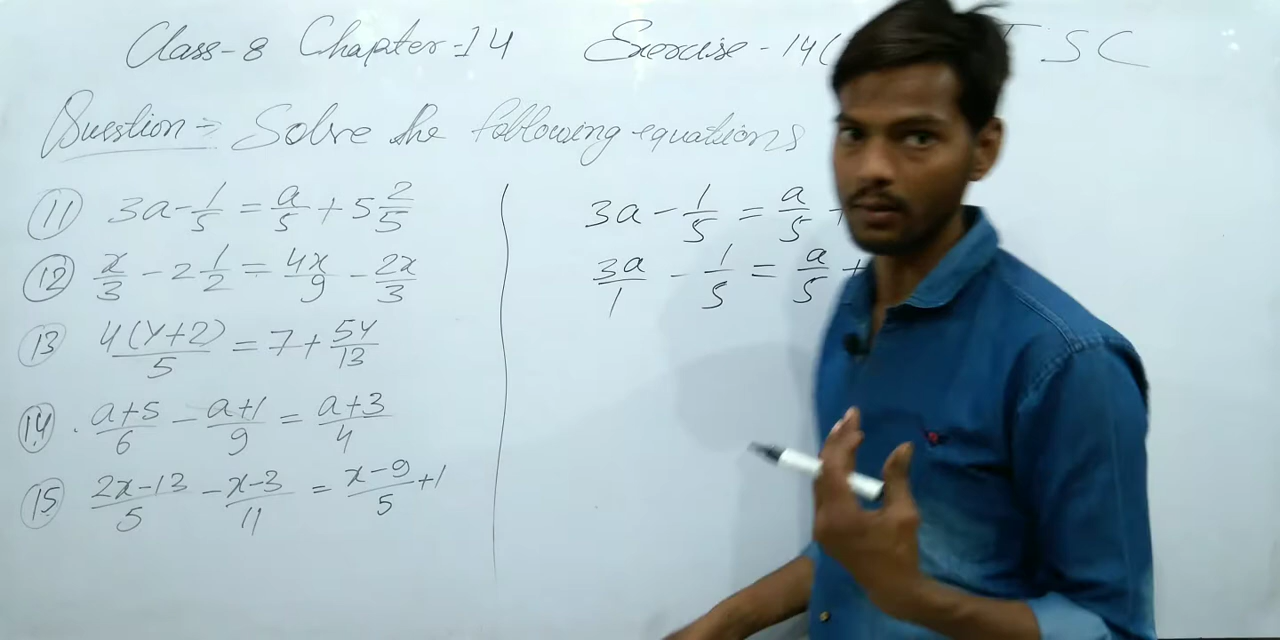 Class-8 Chapter-14 Exercise-14( I S C
Question ⇒ Solve the following equations
(11) 3a - 1/5 = a/5 + 5 2/5
(12) x/3 - 2 1/2 = 4x/9 - 2x/3
(13) 4(y+2)/5 = 7 + 5y/13
(14) . a+5/6 - a+1/9 = a+3/4
(15) 2x-13/5 - x-3/11 = x-9/5 + 1
3a - 1/5 = a/5 +
3a/1 - 1/5 = a/5 +